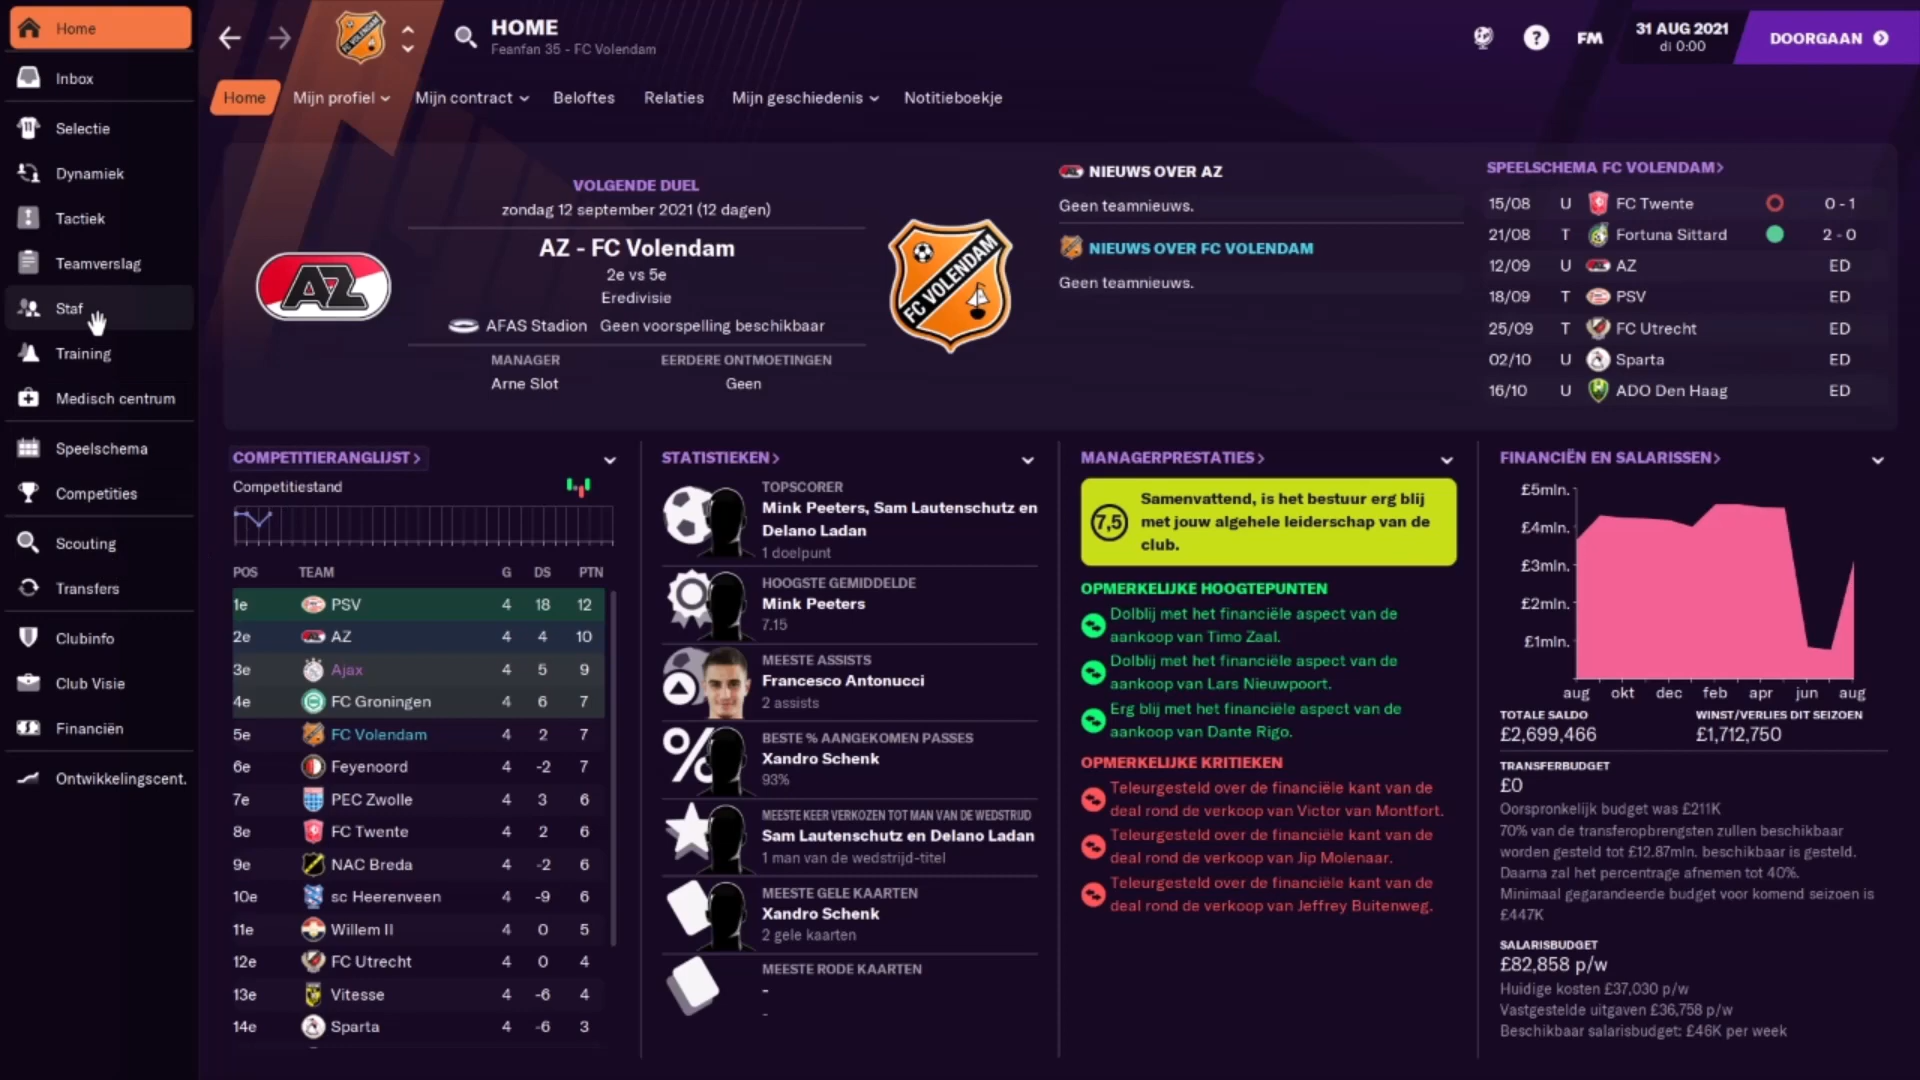 Home
Inbox
Selectie
Dynamiek
Tactiek
Teamverslag
Staf
Training
Medisch centrum
Speelschema
Competities
Scouting
Transfers
Clubinfo
Club Visie
Financiën
Ontwikkelingscent.
HOME
Feanfan 35 - FC Volendam
FM
31 AUG 2021
di 0:00
DOORGAAN
Home
Mijn profiel
Mijn contract
Beloftes
Relaties
Mijn geschiedenis
Notitieboekje
VOLGENDE DUEL
zondag 12 september 2021 (12 dagen)
AZ - FC Volendam
2e vs 5e
Eredivisie
AFAS Stadion Geen voorspelling beschikbaar
MANAGER
Arne Slot
EERDERE ONTMOETINGEN
Geen
AZ
FC VOLENDAM
NIEUWS OVER AZ
Geen teamnieuws.
NIEUWS OVER FC VOLENDAM
Geen teamnieuws.
SPEELSCHEMA FC VOLENDAM>
15/08 U FC Twente 0 - 1
21/08 T Fortuna Sittard 2 - 0
12/09 U AZ ED
18/09 T PSV ED
25/09 T FC Utrecht ED
02/10 U Sparta ED
16/10 U ADO Den Haag ED
COMPETITIERANGLIJST >
Competitiestand
POS TEAM G DS PTN
1e PSV 4 18 12
2e AZ 4 4 10
3e Ajax 4 5 9
4e FC Groningen 4 6 7
5e FC Volendam 4 2 7
6e Feyenoord 4 -2 7
7e PEC Zwolle 4 3 6
8e FC Twente 4 2 6
9e NAC Breda 4 -2 6
10e sc Heerenveen 4 -9 6
11e Willem II 4 0 5
12e FC Utrecht 4 0 4
13e Vitesse 4 -6 4
14e Sparta 4 -6 3
STATISTIEKEN>
TOPSCORER
Mink Peeters, Sam Lautenschutz en
Delano Ladan
1 doelpunt
HOOGSTE GEMIDDELDE
Mink Peeters
7.15
MEESTE ASSISTS
Francesco Antonucci
2 assists
BESTE % AANGEKOMEN PASSES
Xandro Schenk
93%
MEESTE KEER VERKOZEN TOT MAN VAN DE WEDSTRIJD
Sam Lautenschutz en Delano Ladan
1 man van de wedstrijd-titel
MEESTE GELE KAARTEN
Xandro Schenk
2 gele kaarten
MEESTE RODE KAARTEN
-
-
MANAGERPRESTATIES>
7,5
Samenvattend, is het bestuur erg blij
met jouw algehele leiderschap van de
club.
OPMERKELIJKE HOOGTEPUNTEN
Dolblij met het financiële aspect van de
aankoop van Timo Zaal.
Dolblij met het financiële aspect van de
aankoop van Lars Nieuwpoort.
Erg blij met het financiële aspect van de
aankoop van Dante Rigo.
OPMERKELIJKE KRITIEKEN
Teleurgesteld over de financiële kant van de
deal rond de verkoop van Victor van Montfort.
Teleurgesteld over de financiële kant van de
deal rond de verkoop van Jip Molenaar.
Teleurgesteld over de financiële kant van de
deal rond de verkoop van Jeffrey Buitenweg.
FINANCIËN EN SALARISSEN>
£5mln.
£4mln.
£3mln.
£2mln.
£1mln.
aug okt dec feb apr jun aug
TOTALE SALDO
£2,699,466
WINST/VERLIES DIT SEIZOEN
£1,712,750
TRANSFERBUDGET
£0
Oorspronkelijk budget was £211K
70% van de transferopbrengsten zullen beschikbaar
worden gesteld tot £12.87mln. beschikbaar is gesteld.
Daarna zal het percentage afnemen tot 40%.
Minimaal gegarandeerde budget voor komend seizoen is
£447K
SALARISBUDGET
£82,858 p/w
Huidige kosten £37,030 p/w
Vastgestelde uitgaven £36,758 p/w
Beschikbaar salarisbudget: £46K per week